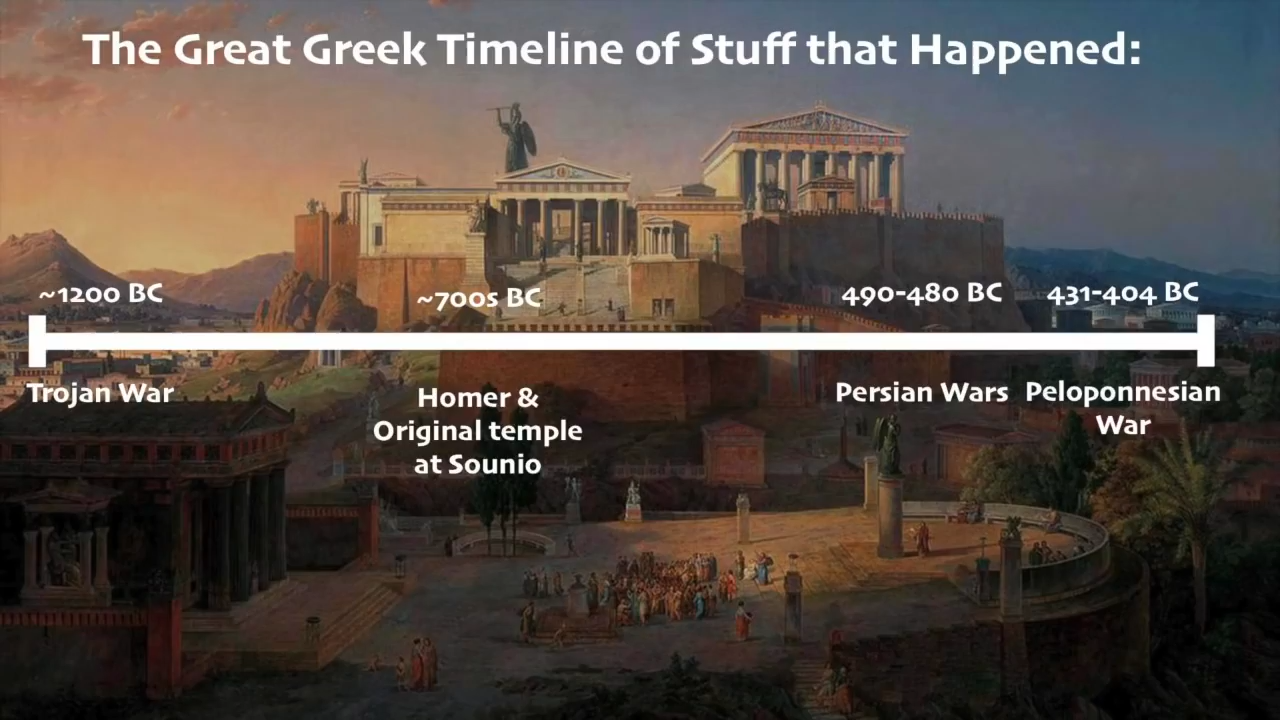 The Great Greek Timeline of Stuff that Happened:
~1200 BC
~700s BC
490-480 BC
431-404 BC
Trojan War
Homer &
Original temple
at Sounio
Persian Wars
Peloponnesian
War